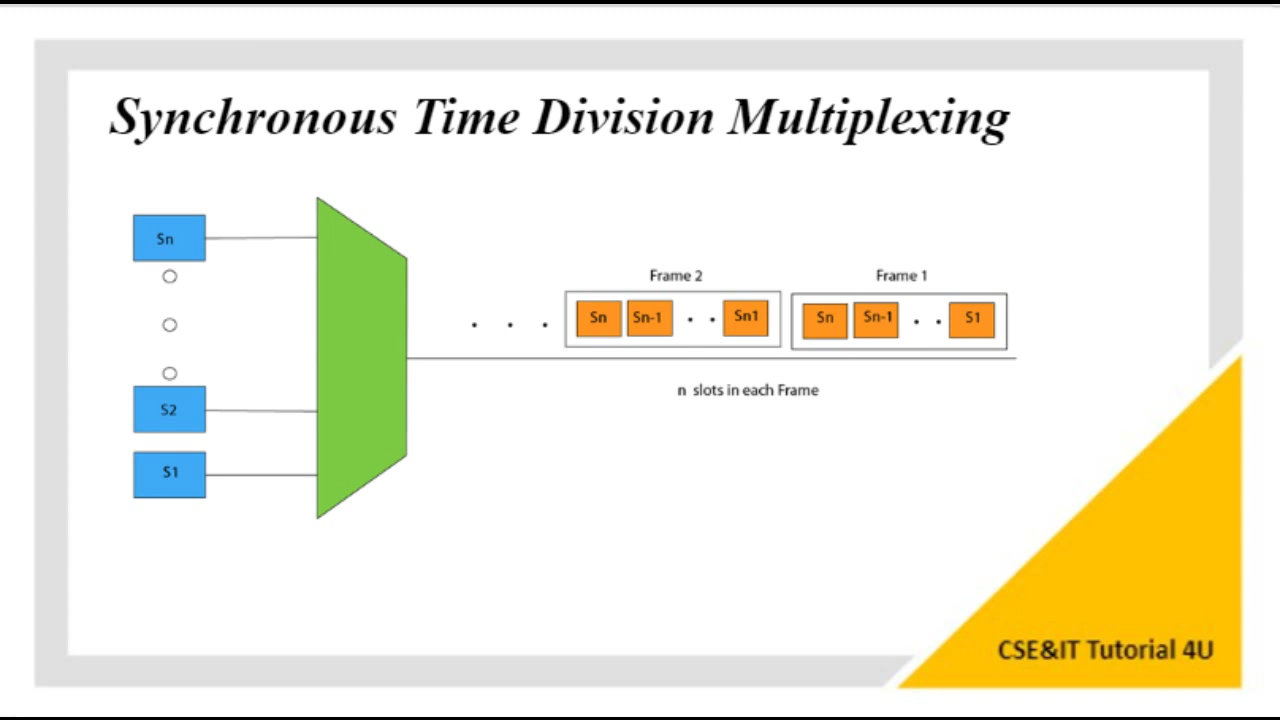 Synchronous Time Division Multiplexing
Sn
Frame 2
Frame 1
Sn Sn-1 . . Sn1
Sn Sn-1 . . S1
. . .
n slots in each Frame
S2
S1
CSE&IT Tutorial 4U